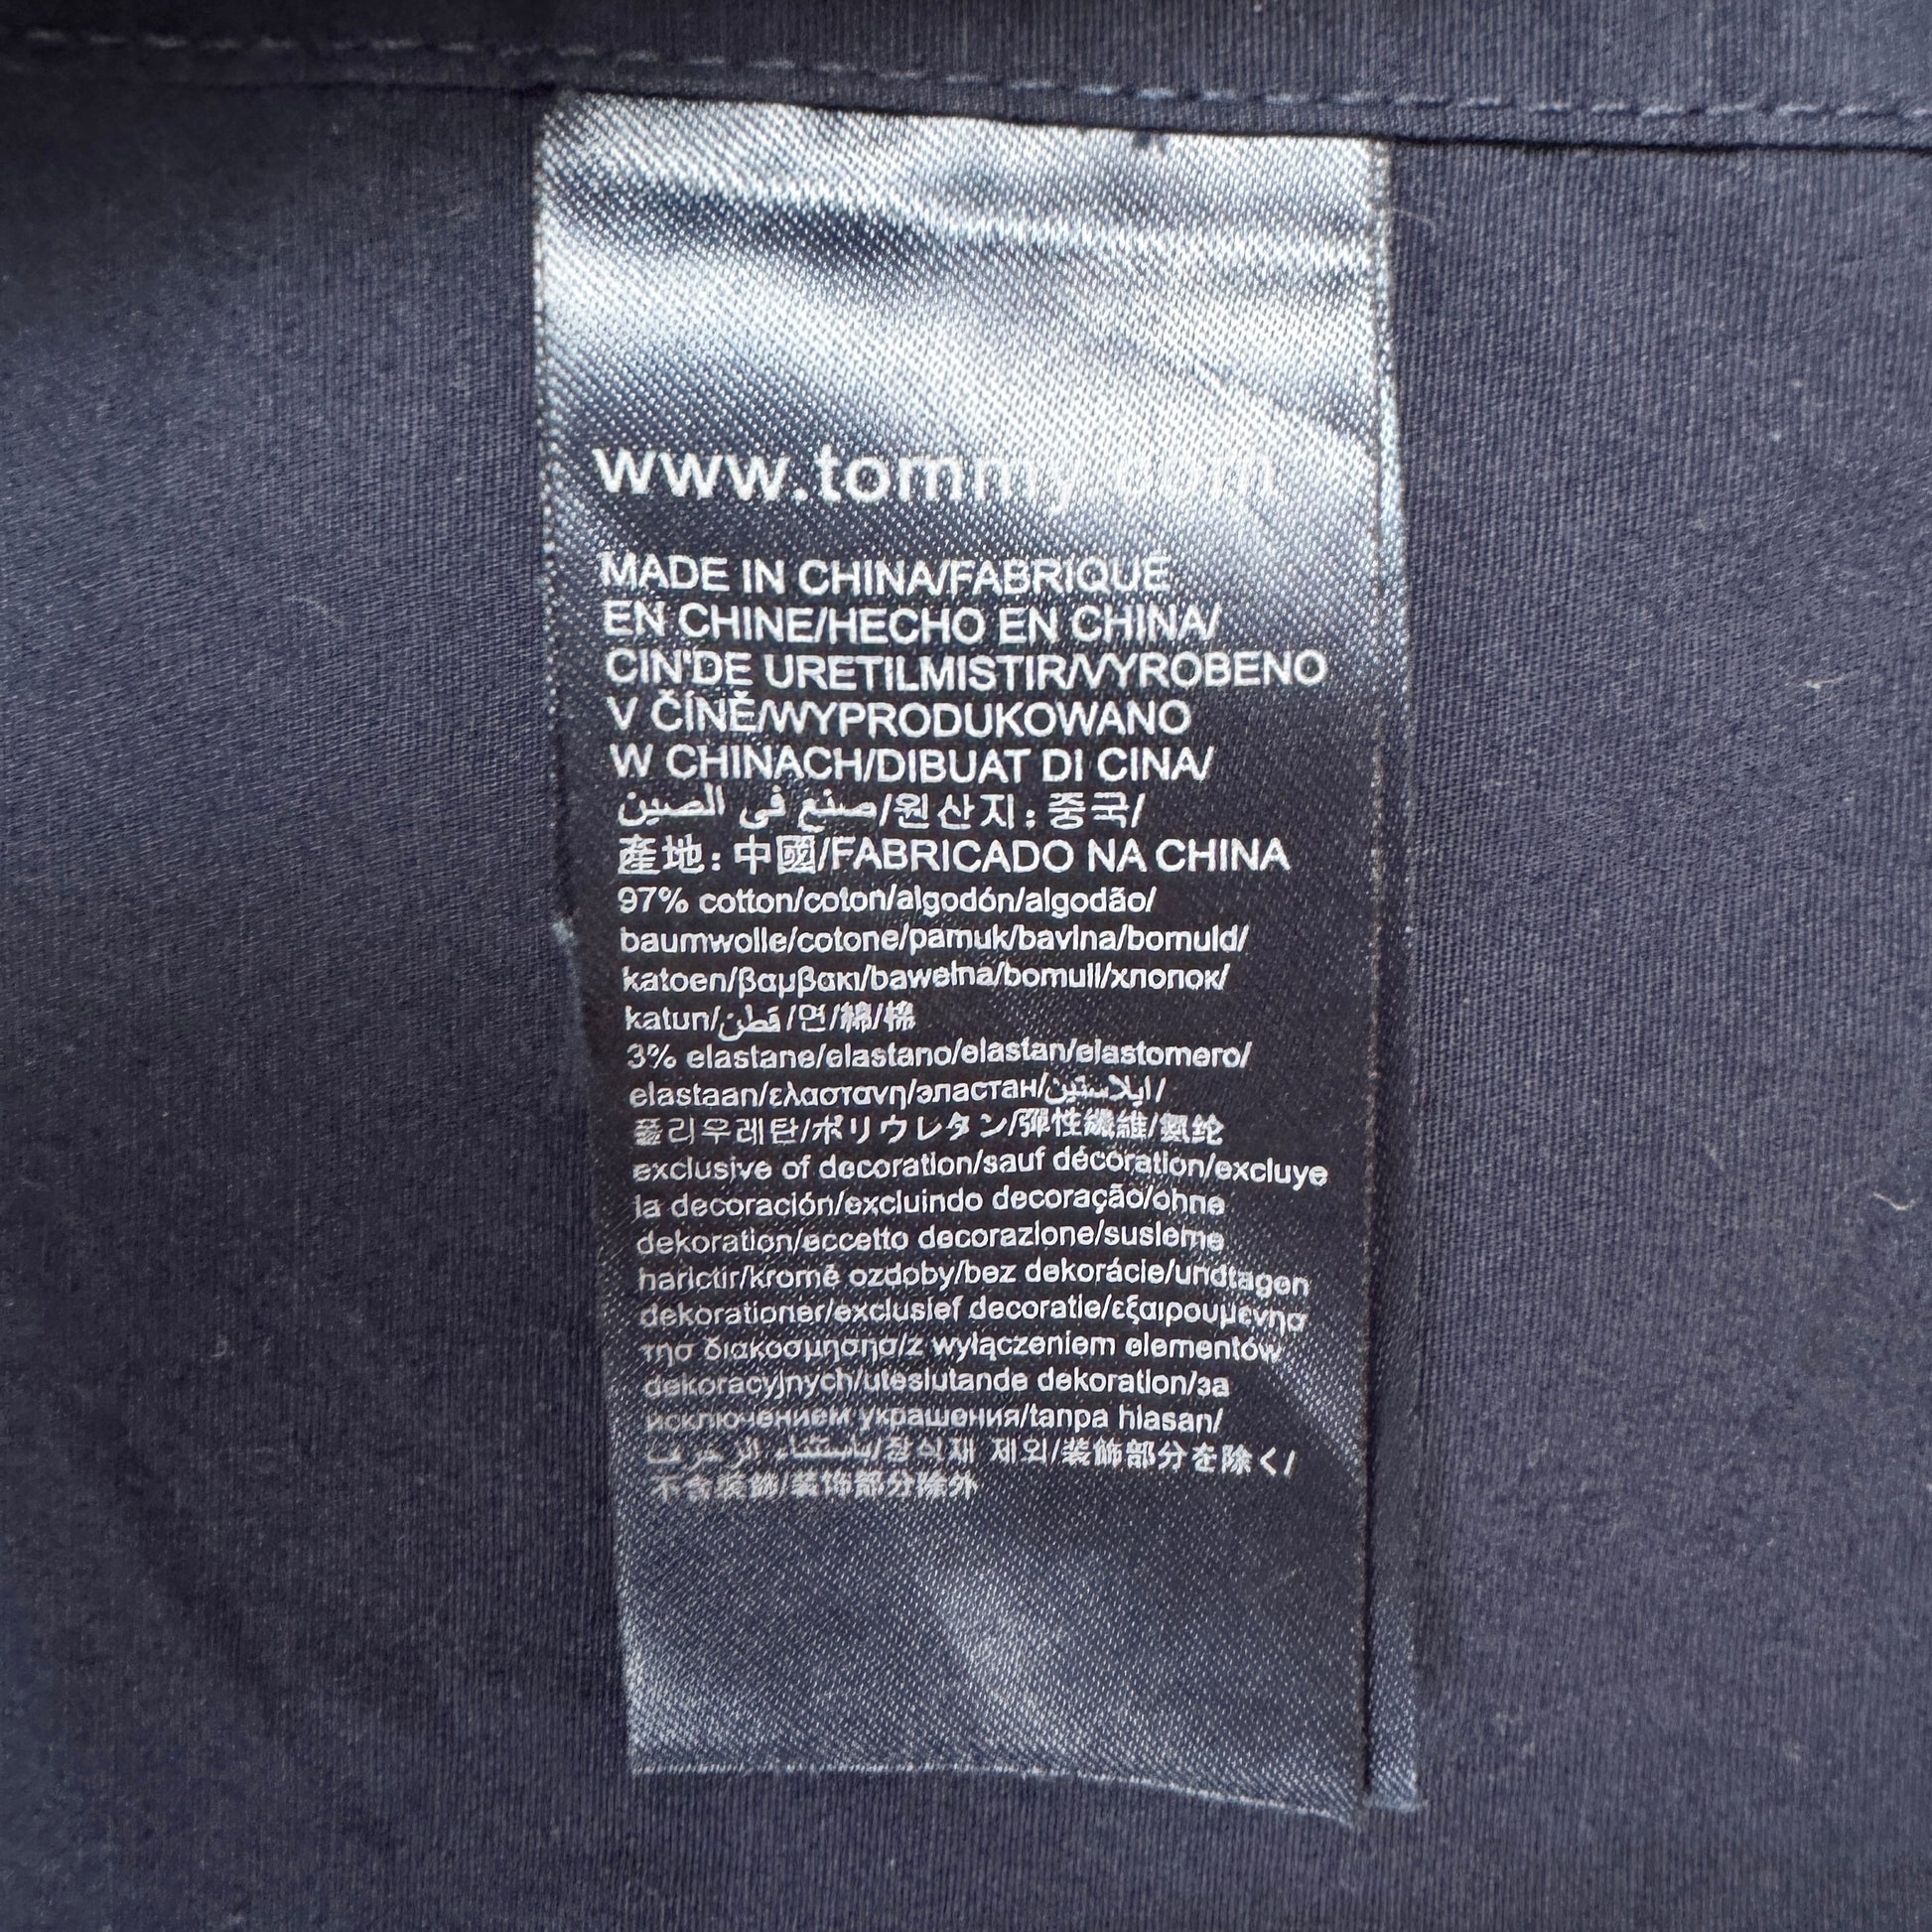 www.tommy.com
MADE IN CHINA/FABRIQUÉ
EN CHINE/HECHO EN CHINA/
CIN'DE URETILMISTIR/VYROBENO
V ČÍNĚ/WYPRODUKOWANO
W CHINACH/DIBUAT DI CINA/
صنع في الصين/원산지: 중국/
產地: 中國/FABRICADO NA CHINA
97% cotton/coton/algodón/algodão/
baumwolle/cotone/pamuk/bavlna/bomuld/
katoen/βαμβακι/bawełna/bomull/хлопок/
katun/قطن/면/綿/棉
3% elastane/elastano/elastan/elastomero/
elastaan/ελαστανη/эластан/ايلاستين/
폴리우레탄/ポリウレタン/彈性纖維/氨纶
exclusive of decoration/sauf décoration/excluye
la decoración/excluindo decoração/ohne
dekoration/eccetto decorazione/susleme
harictir/kromě ozdoby/bez dekorácie/undtagen
dekorationer/exclusief decoratie/εξαιρουμενησ
τησ διακοσμησησ/z wyłączeniem elementów
dekoracyjnych/uteslutande dekoration/за
исключением украшения/tanpa hiasan/
باستثناء الزخرف/장식재 제외/装飾部分を除く/
不含裝飾/装饰部分除外